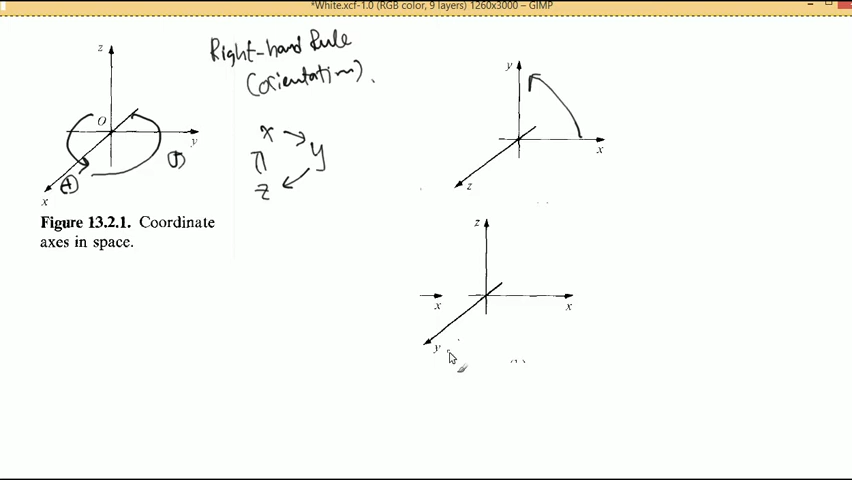 *White.xcf-1.0 (RGB color, 9 layers) 1260x3000 – GIMP
Right-hand Rule
(orientation).
z
O
y
x
Figure 13.2.1. Coordinate
axes in space.
x
y
z
y
x
z
z
x
x
y